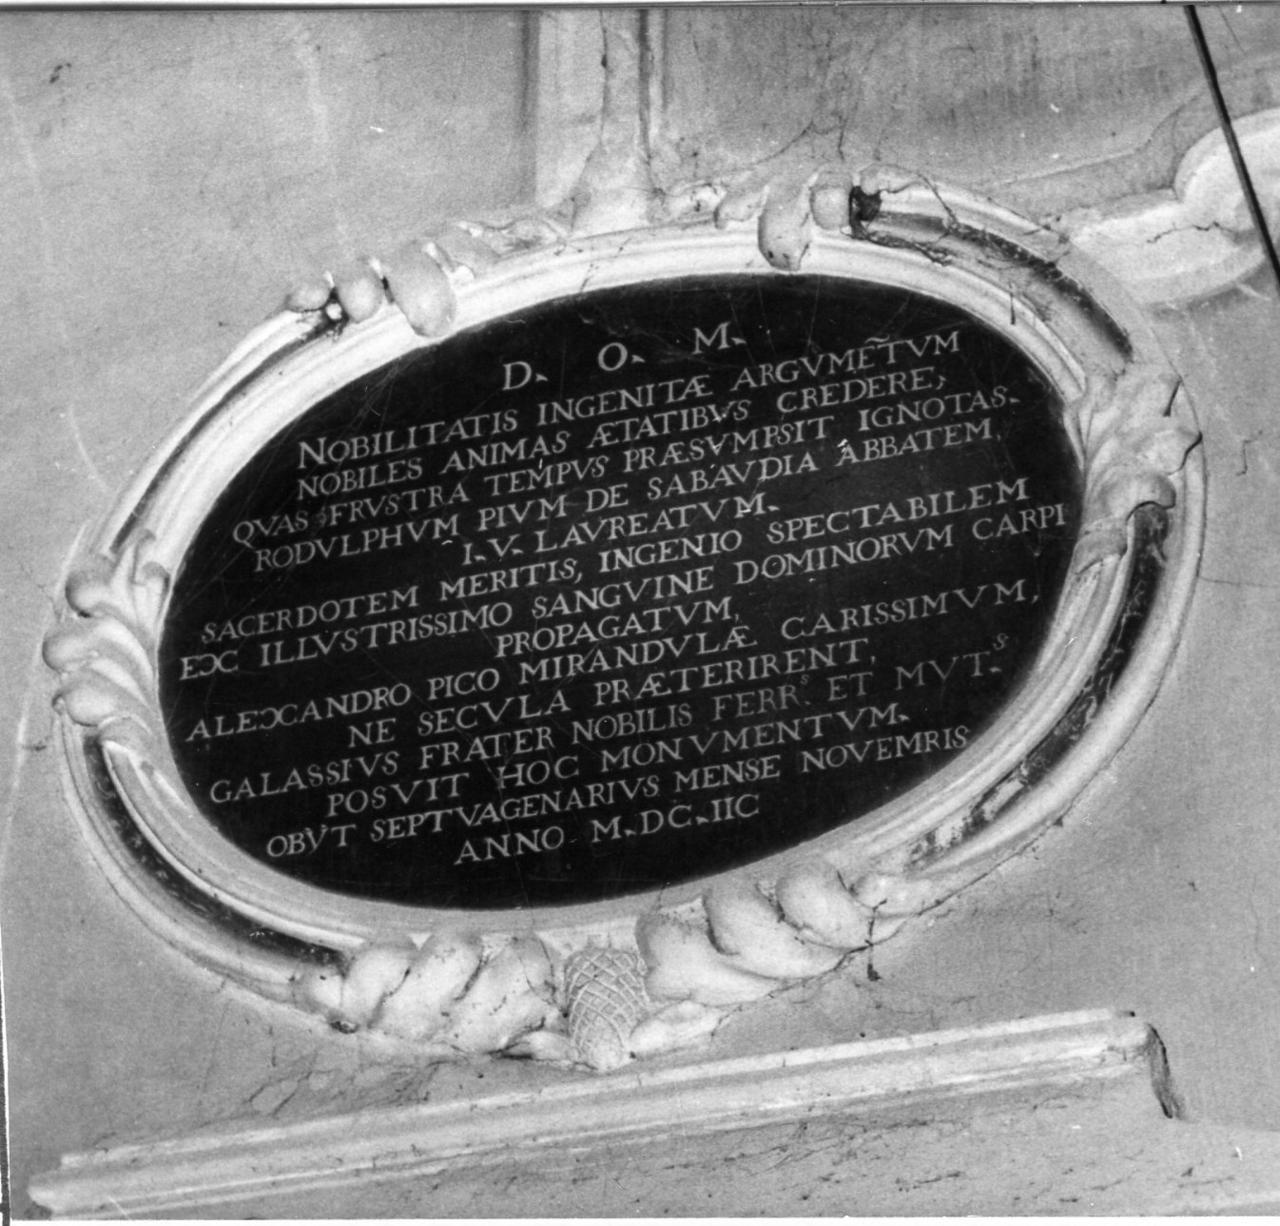 D. O. M.
NOBILITATIS INGENITÆ ARGVMẼTVM
NOBILES ANIMAS ÆTATIBVS CREDERE,
QVAS FRVSTRA TEMPVS PRÆSVMPSIT IGNOTAS.
RODVLPHVM PIVM DE SABAVDIA ABBATEM,
I. V. LAVREATVM.
SACERDOTEM MERITIS, INGENIO SPECTABILEM
EX ILLVSTRISSIMO SANGVINE DOMINORVM CARPI
PROPAGATVM,
ALEXANDRO PICO MIRANDVLÆ CARISSIMVM,
NE SECVLA PRÆTERIRENT,
GALASSIVS FRATER NOBILIS FERR.s ET MVT.s
POSVIT HOC MONVMENTVM.
OBVT SEPTVAGENARIVS MENSE NOVEMRIS
ANNO M.DC.IIC